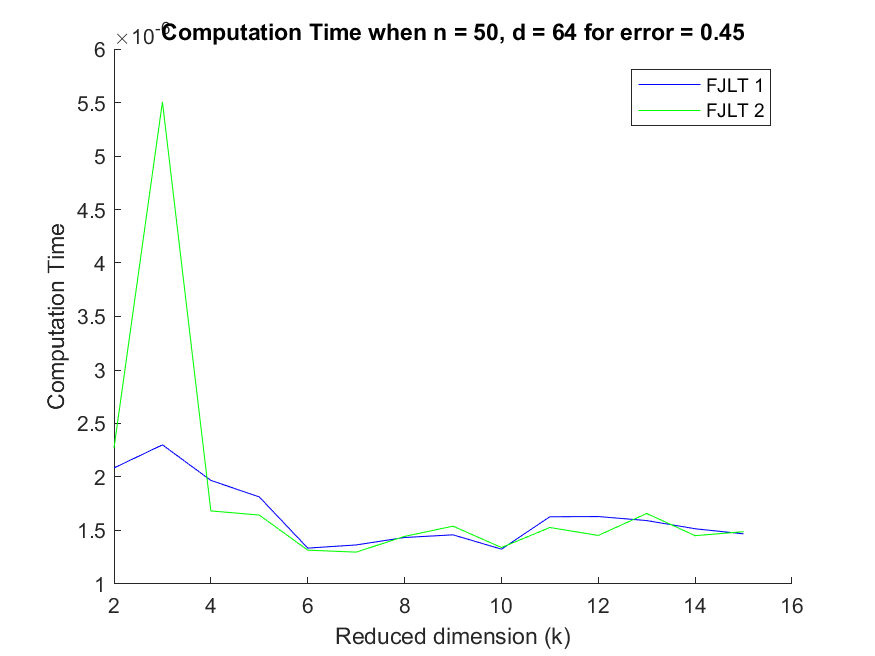 Computation Time when n = 50, d = 64 for error = 0.45
×10
6
5.5
5
4.5
4
3.5
3
2.5
2
1.5
1
Computation Time
FJLT 1
FJLT 2
2 4 6 8 10 12 14 16
Reduced dimension (k)